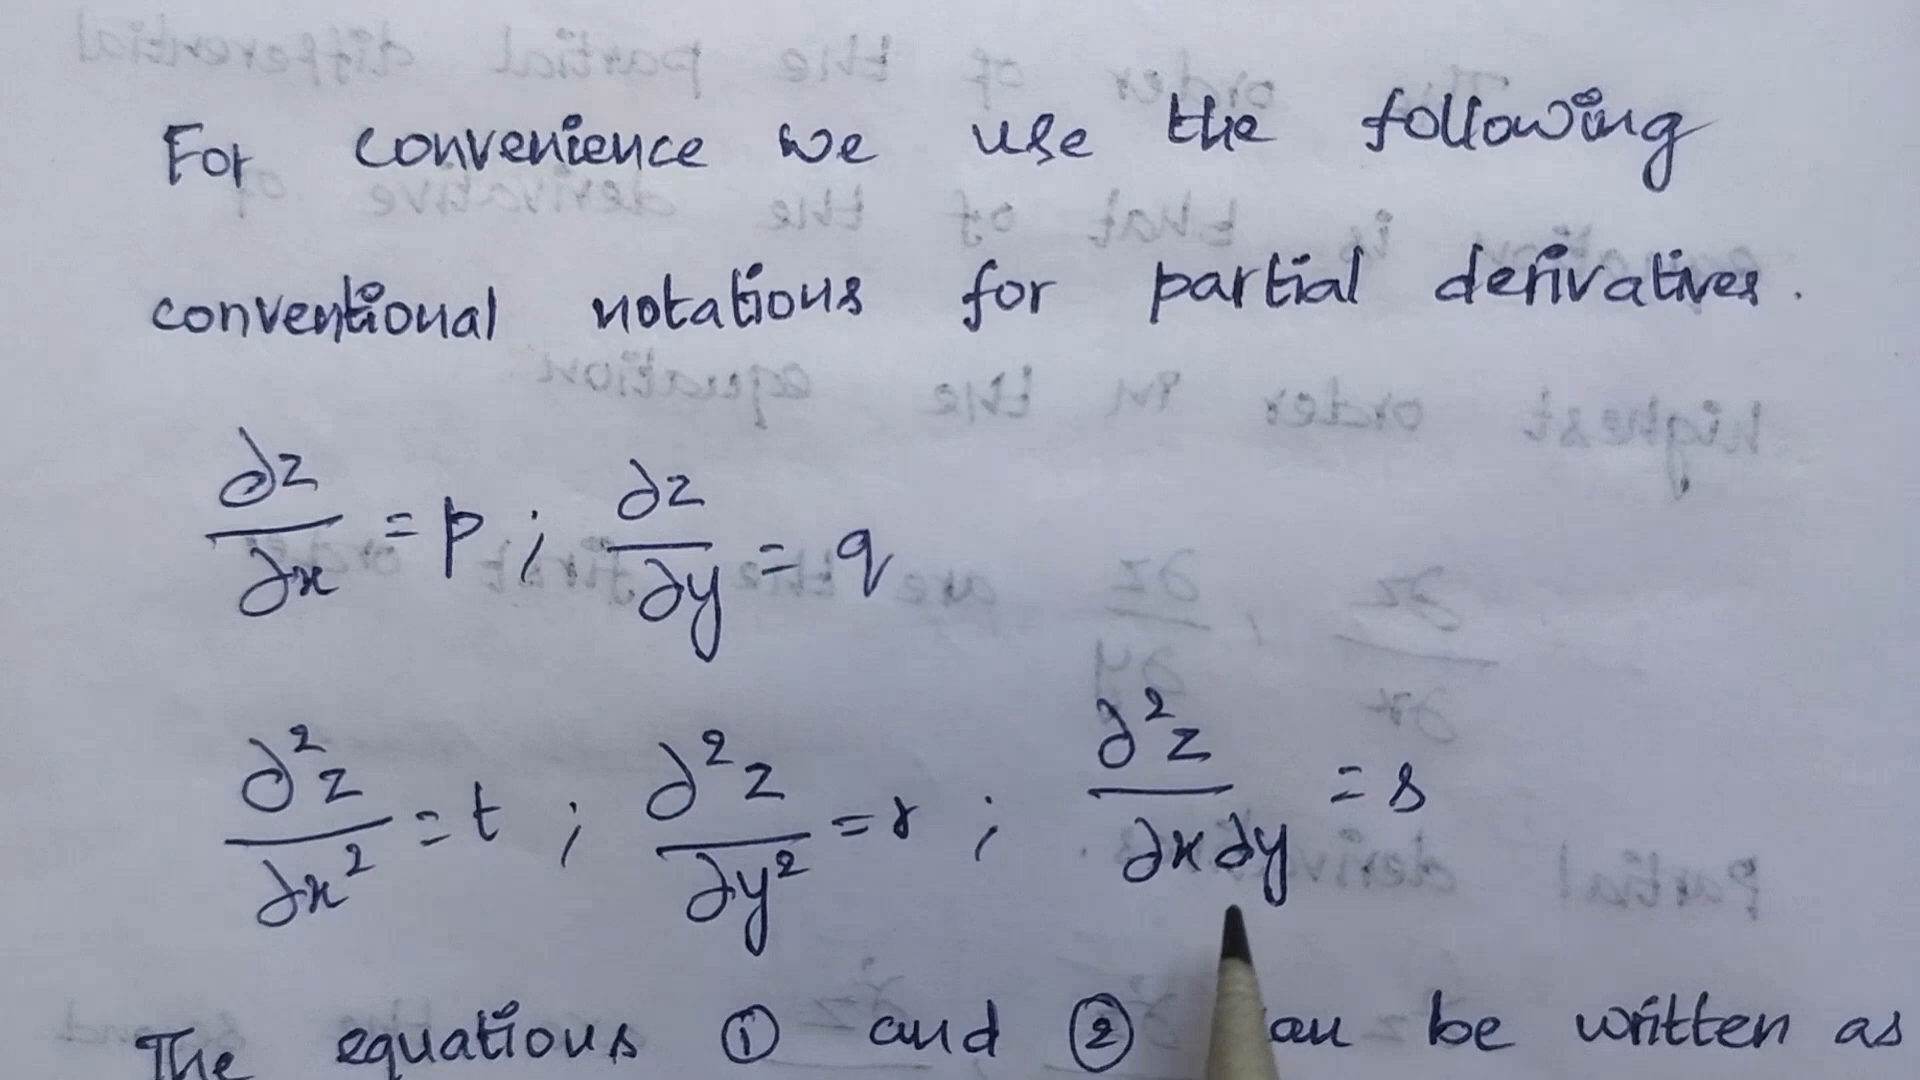 For convenience we use the following
conventional notations for partial derivatives.
∂z/∂x = p ; ∂z/∂y = q
∂²z/∂x² = t ; ∂²z/∂y² = r ; ∂²z/∂x∂y = s
The equations ① and ② can be written as